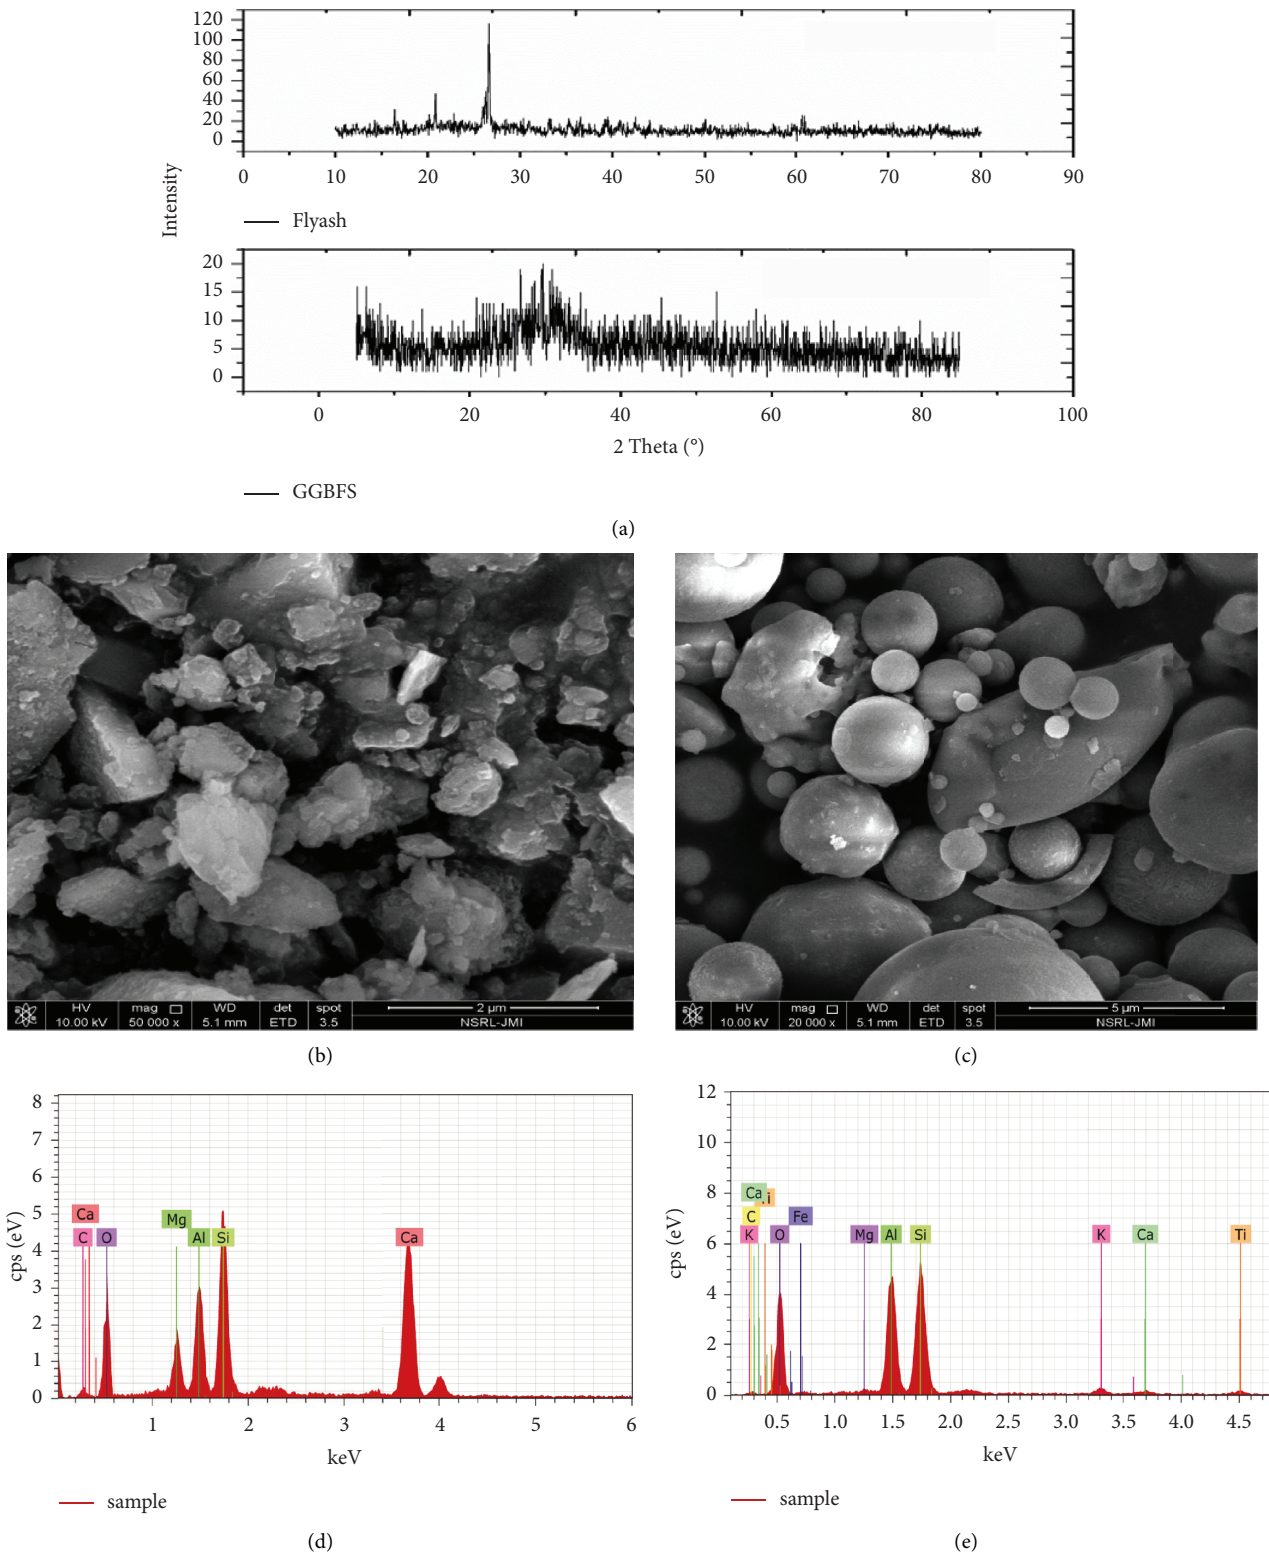 120
100
80
60
40
20
0
0 10 20 30 40 50 60 70 80 90
Intensity
Flyash
20
15
10
5
0
0 20 40 60 80 100
2 Theta (°)
GGBFS
(a)
HV mag WD det spot 2 µm
10.00 kV 50 000 x 5.1 mm ETD 3.5 NSRL-JMI
(b)
HV mag WD det spot 5 µm
10.00 kV 20 000 x 5.1 mm ETD 3.5 NSRL-JMI
(c)
8
7
6
5
4
3
2
1
0
cps (eV)
Ca
Mg
C O Al Si Ca
1 2 3 4 5 6
keV
sample
(d)
12
10
8
6
4
2
0
cps (eV)
Ca
C Fe
K O Mg Al Si K Ca Ti
0.5 1.0 1.5 2.0 2.5 3.0 3.5 4.0 4.5
keV
sample
(e)